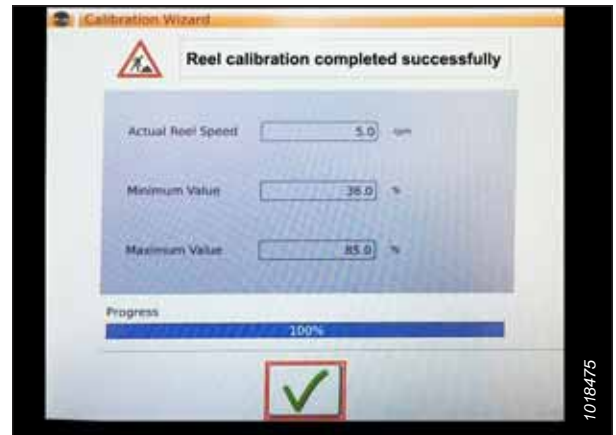 Calibration Wizard
Reel calibration completed successfully
Actual Reel Speed 5.0 rpm
Minimum Value 36.0 %
Maximum Value 85.0 %
Progress
100%
1018475